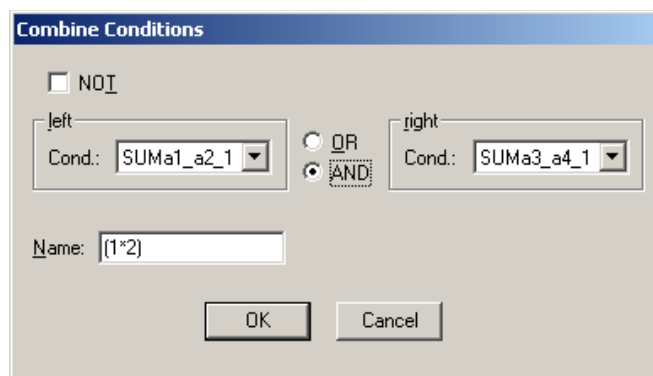 Combine Conditions
NOT
left
right
OR
Cond.: SUMa1_a2_1
Cond.: SUMa3_a4_1
AND
Name: (1*2)
OK Cancel